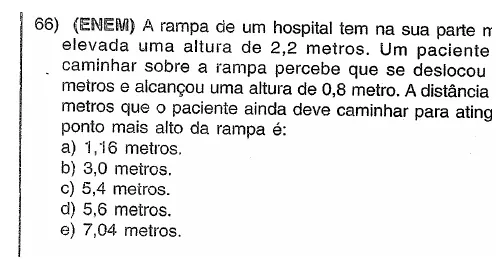 66) (ENEM) A rampa de um hospital tem na sua parte
elevada uma altura de 2,2 metros. Um paciente
caminhar sobre a rampa percebe que se deslocou
metros e alcançou uma altura de 0,8 metro. A distância
metros que o paciente ainda deve caminhar para ating
ponto mais alto da rampa é:
a) 1,16 metros.
b) 3,0 metros.
c) 5,4 metros.
d) 5,6 metros.
e) 7,04 metros.